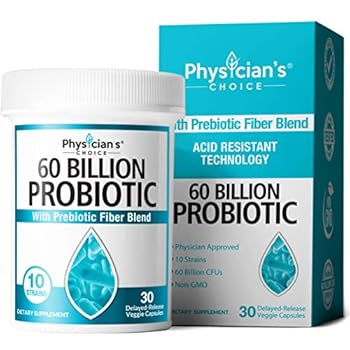 Physician's®
CHOICE
60 BILLION
PROBIOTIC
With Prebiotic Fiber Blend
10
STRAINS
30
Delayed-Release
Veggie Capsules
DIETARY SUPPLEMENT
Physician's®
CHOICE
With Prebiotic Fiber Blend
ACID RESISTANT
TECHNOLOGY
60 BILLION
PROBIOTIC
• Physician Approved
• 10 Strains
• 60 Billion CFUs
• Non-GMO
30 Delayed-Release
Veggie Capsules
DIETARY SUPPLEMENT